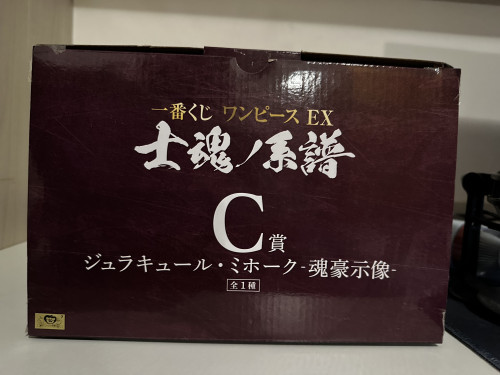 一番くじ ワンピース EX
士魂ノ系譜
C賞
ジュラキュール・ミホーク-魂豪示像-
全1種